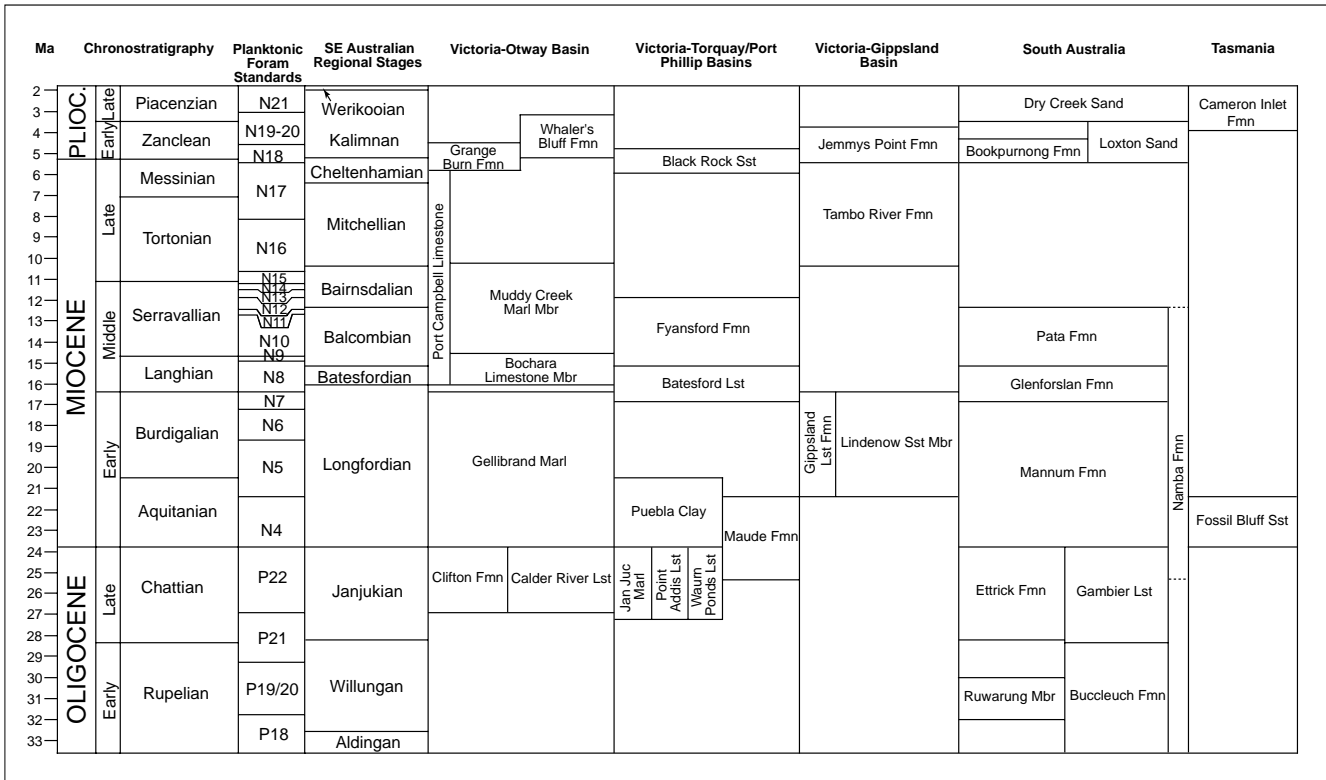 Ma
Chronostratigraphy
Planktonic
Foram
Standards
SE Australian
Regional Stages
Victoria-Otway Basin
Victoria-Torquay/Port
Phillip Basins
Victoria-Gippsland
Basin
South Australia
Tasmania
2
3
4
5
6
7
8
9
10
11
12
13
14
15
16
17
18
19
20
21
22
23
24
25
26
27
28
29
30
31
32
33
PLIOC.
MIOCENE
OLIGOCENE
Late
Early
Late
Middle
Early
Late
Early
Piacenzian
Zanclean
Messinian
Tortonian
Serravallian
Langhian
Burdigalian
Aquitanian
Chattian
Rupelian
N21
N19-20
N18
N17
N16
N15
N14
N13
N12
N11
N10
N9
N8
N7
N6
N5
N4
P22
P21
P19/20
P18
Werikooian
Kalimnan
Cheltenhamian
Mitchellian
Bairnsdalian
Balcombian
Batesfordian
Longfordian
Janjukian
Willungan
Aldingan
Grange
Burn Fmn
Whaler's
Bluff Fmn
Port Campbell Limestone
Muddy Creek
Marl Mbr
Bochara
Limestone Mbr
Gellibrand Marl
Clifton Fmn
Calder River Lst
Black Rock Sst
Fyansford Fmn
Batesford Lst
Puebla Clay
Maude Fmn
Jan Juc
Marl
Point
Addis Lst
Waurn
Ponds Lst
Jemmys Point Fmn
Tambo River Fmn
Gippsland
Lst Fmn
Lindenow Sst Mbr
Dry Creek Sand
Bookpurnong Fmn
Loxton Sand
Pata Fmn
Glenforslan Fmn
Mannum Fmn
Namba Fmn
Ettrick Fmn
Gambier Lst
Ruwarung Mbr
Buccleuch Fmn
Cameron Inlet
Fmn
Fossil Bluff Sst